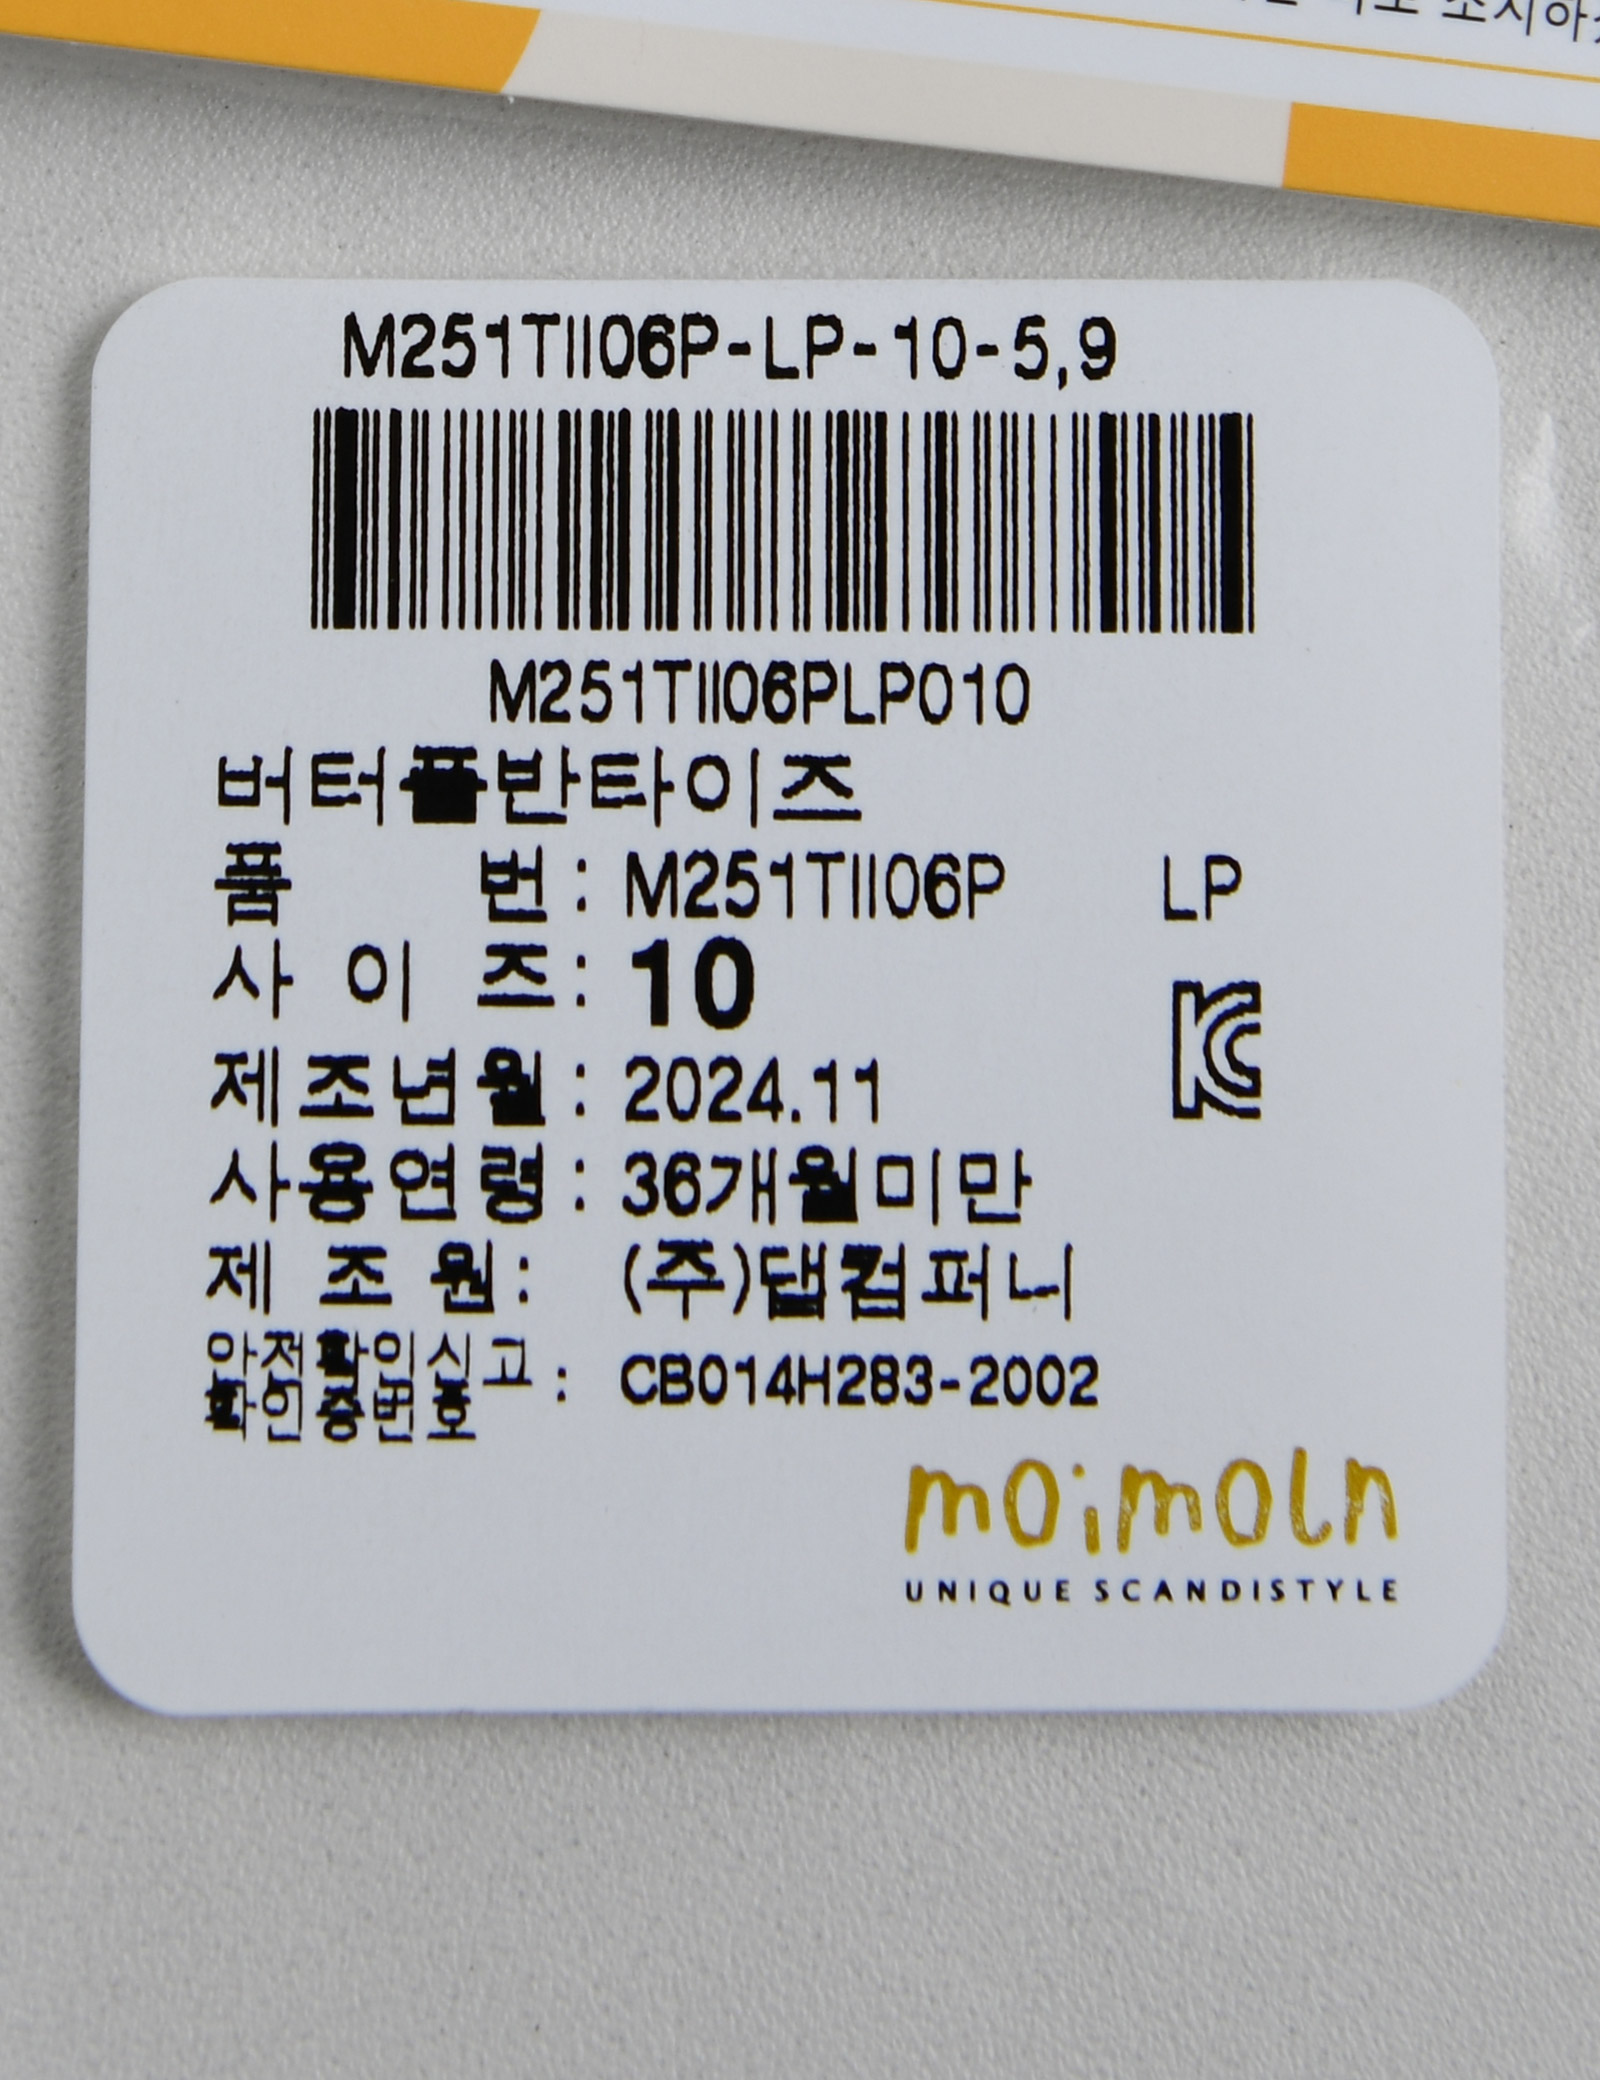 M251TII06P-LP-10-5,9
M251TII06PLP010
버터플반타이즈
품 번 : M251TII06P LP
사 이 즈 : 10
제조년월 : 2024.11
사용연령 : 36개월미만
제 조 원 : (주)댑컴퍼니
안전확인신고
확인증번호 : CB014H283-2002
moimoln
UNIQUE SCANDISTYLE